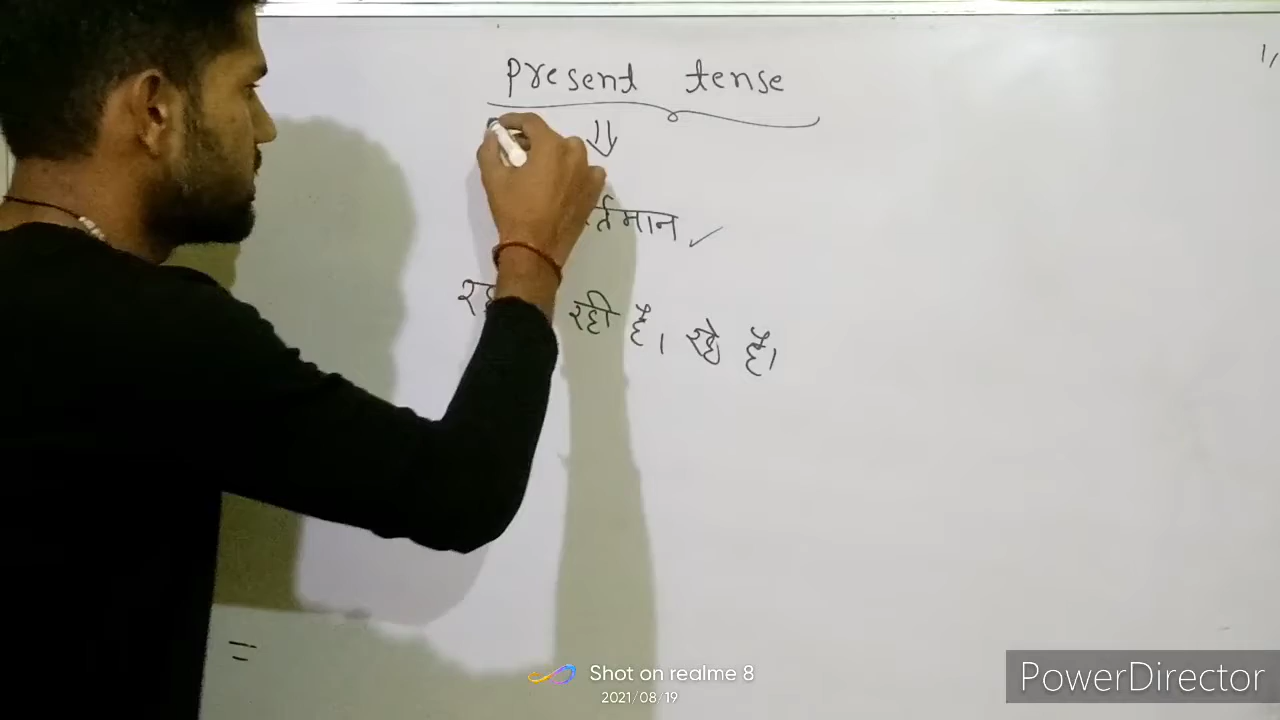 Present tense
⇓
र्तमान ✓
रही है। रहे है।
=
Shot on realme 8
2021/08/19
PowerDirector